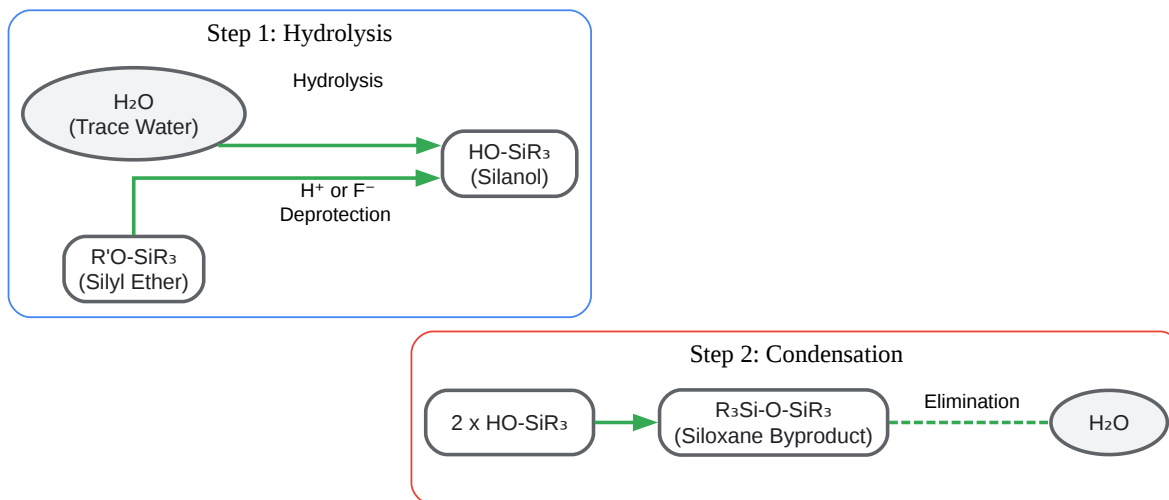 Step 1: Hydrolysis
Hydrolysis
H₂O
(Trace Water)
HO-SiR₃
(Silanol)
H⁺ or F⁻
Deprotection
R'O-SiR₃
(Silyl Ether)
Step 2: Condensation
2 x HO-SiR₃
R₃Si-O-SiR₃
(Siloxane Byproduct)
Elimination
H₂O